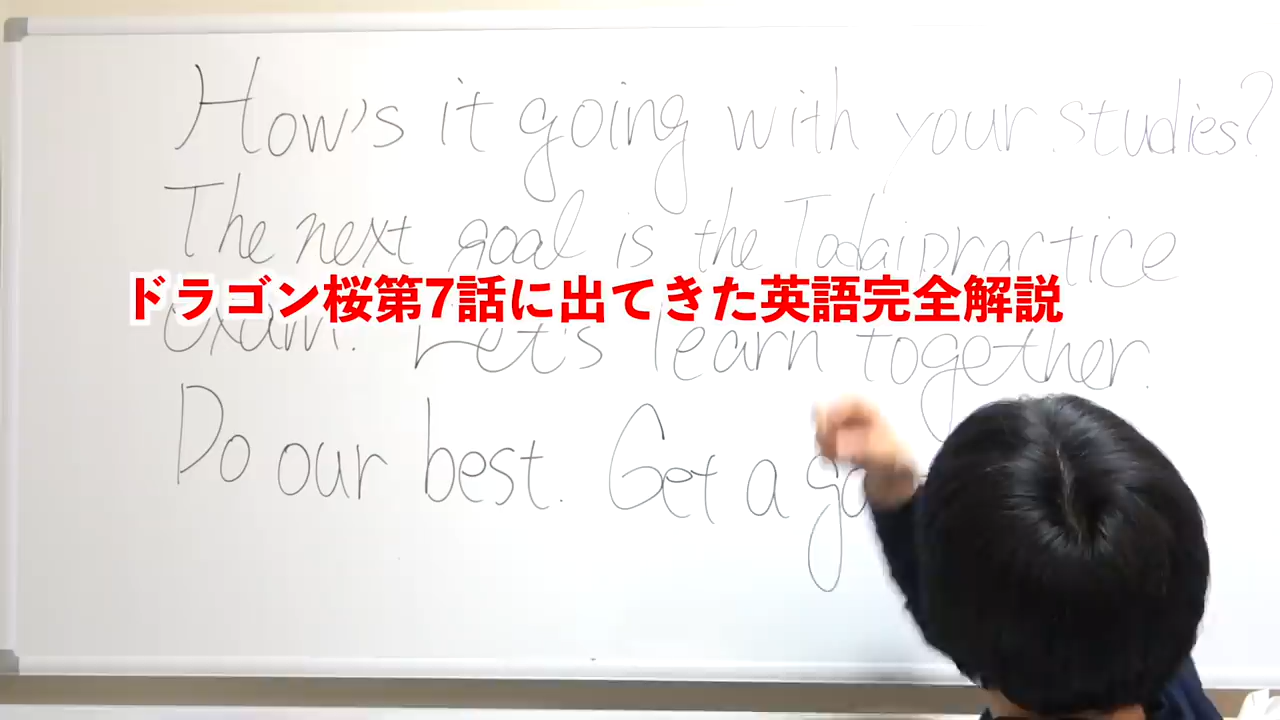 How's it going with your studies?
The next goal is the Todai practice
ドラゴン桜第7話に出てきた英語完全解説
exam. Let's learn together.
Do our best. Get a